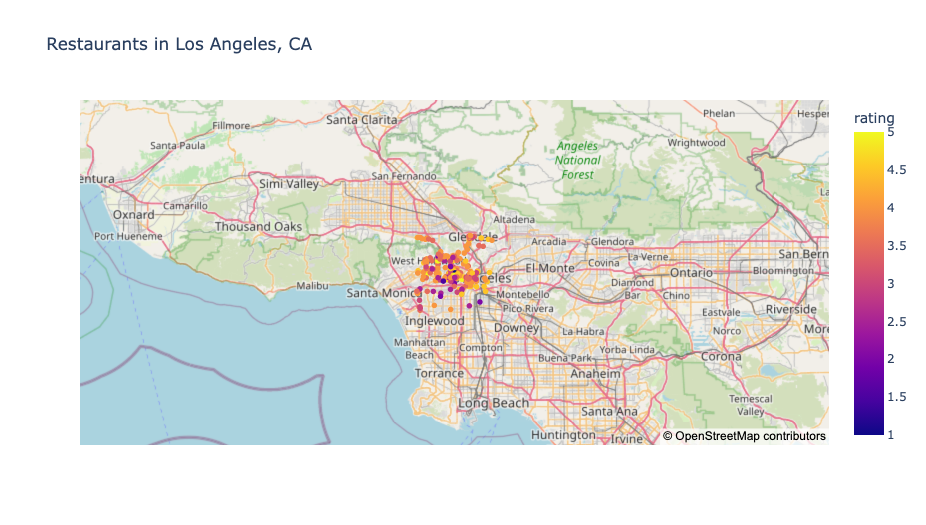 Restaurants in Los Angeles, CA
rating
5
4.5
4
3.5
3
2.5
2
1.5
1
Phelan
Hesper
Santa Clarita
Fillmore
Wrightwood
Santa Paula
Angeles
National
Forest
San Fernando
entura
Simi Valley
Camarillo
Oxnard
Thousand Oaks
Altadena
Port Hueneme
Glendale
Arcadia
Glendora
San Bern
La Verne
West H
Covina
El Monte
Ontario
Bloomington
geles
Malibu
Diamond
Bar
Santa Monic
Montebello
Chino
Pico Rivera
Eastvale
Riverside
Inglewood
Downey
Norco
More
La Habra
Manhattan
Beach
Compton
Yorba Linda
Buena Park
Corona
Torrance
Anaheim
Temescal
Valley
Long Beach
Santa Ana
Huntington
Irvine
© OpenStreetMap contributors